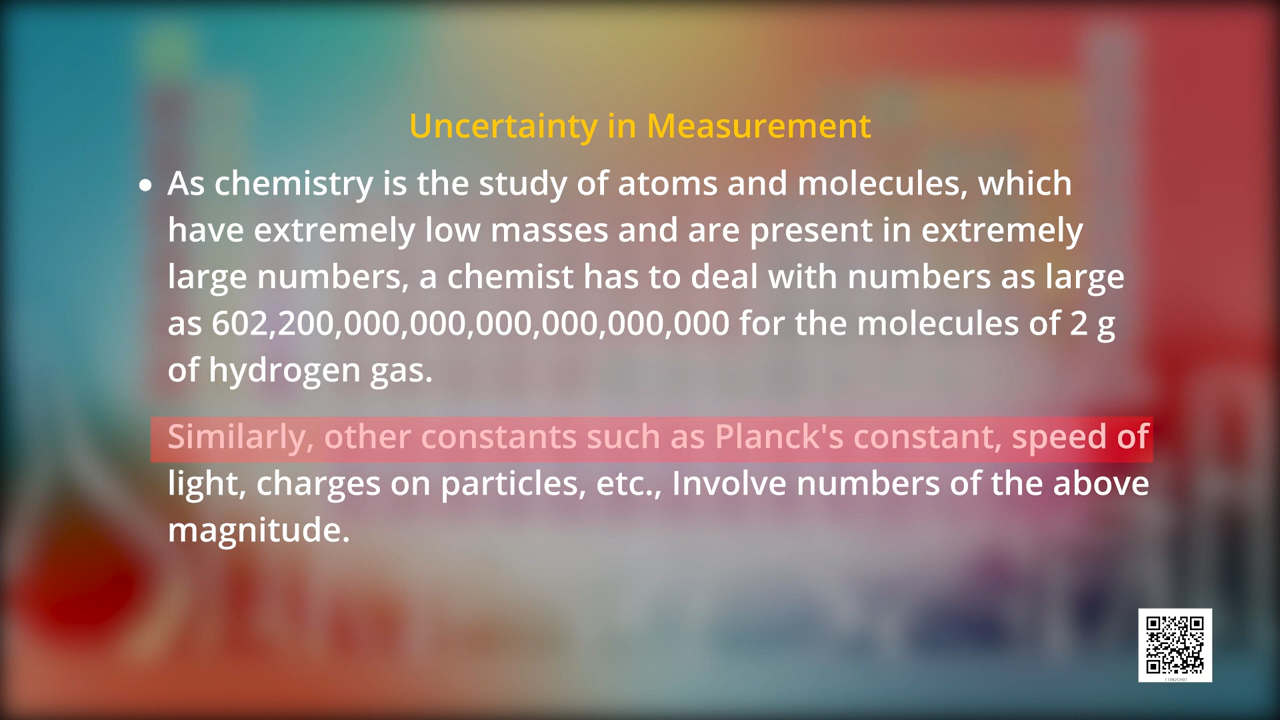 Uncertainty in Measurement
• As chemistry is the study of atoms and molecules, which
have extremely low masses and are present in extremely
large numbers, a chemist has to deal with numbers as large
as 602,200,000,000,000,000,000,000 for the molecules of 2 g
of hydrogen gas.
Similarly, other constants such as Planck's constant, speed of
light, charges on particles, etc., Involve numbers of the above
magnitude.